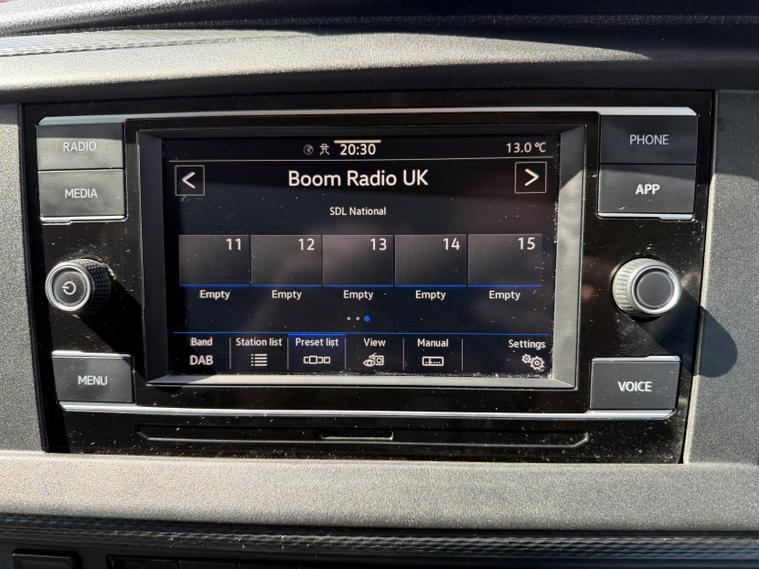 RADIO
MEDIA
MENU
PHONE
APP
VOICE
20:30
13.0 °C
<
Boom Radio UK
>
SDL National
11 12 13 14 15
Empty Empty Empty Empty Empty
Band Station list Preset list View Manual Settings
DAB